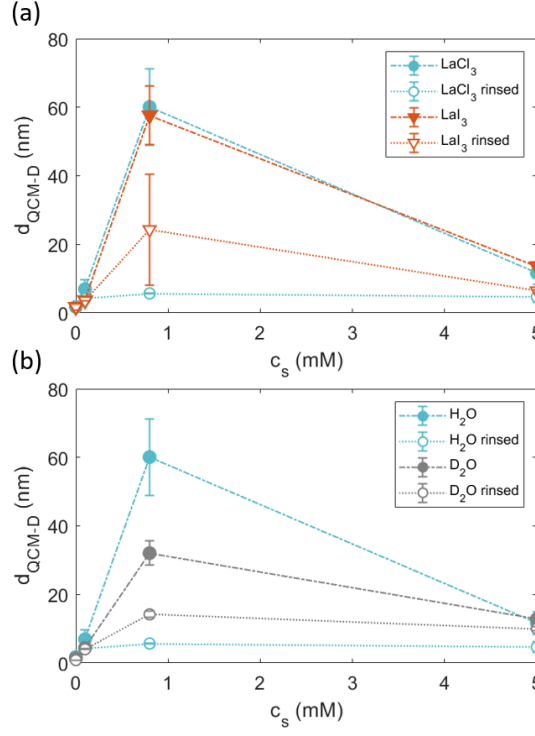 (a)
80
60
40
20
0
d_QCM-D (nm)
LaCl₃
LaCl₃ rinsed
LaI₃
LaI₃ rinsed
0 1 2 3 4 5
c_s (mM)
(b)
80
60
40
20
0
d_QCM-D (nm)
H₂O
H₂O rinsed
D₂O
D₂O rinsed
0 1 2 3 4 5
c_s (mM)